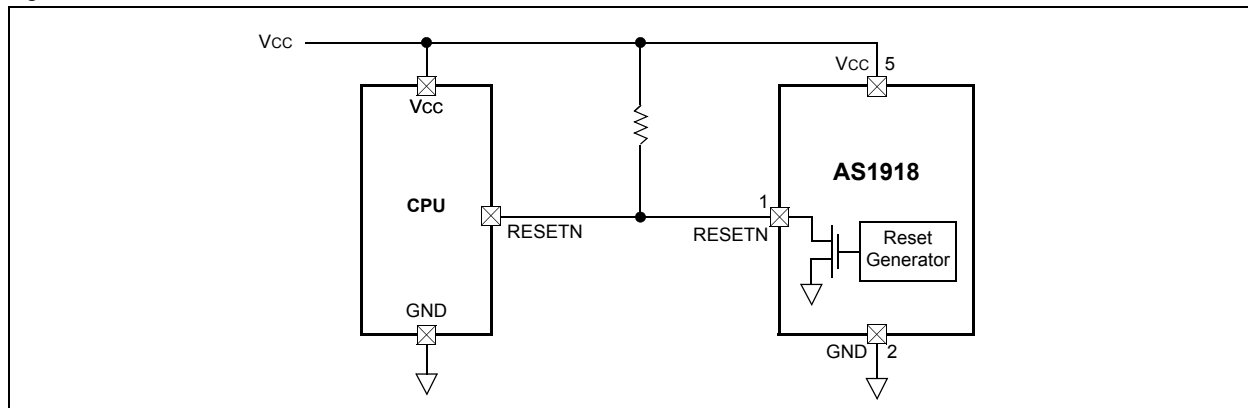 VCC
VCC 5
VCC
AS1918
CPU
1
RESETN
RESETN
Reset
Generator
GND
GND 2